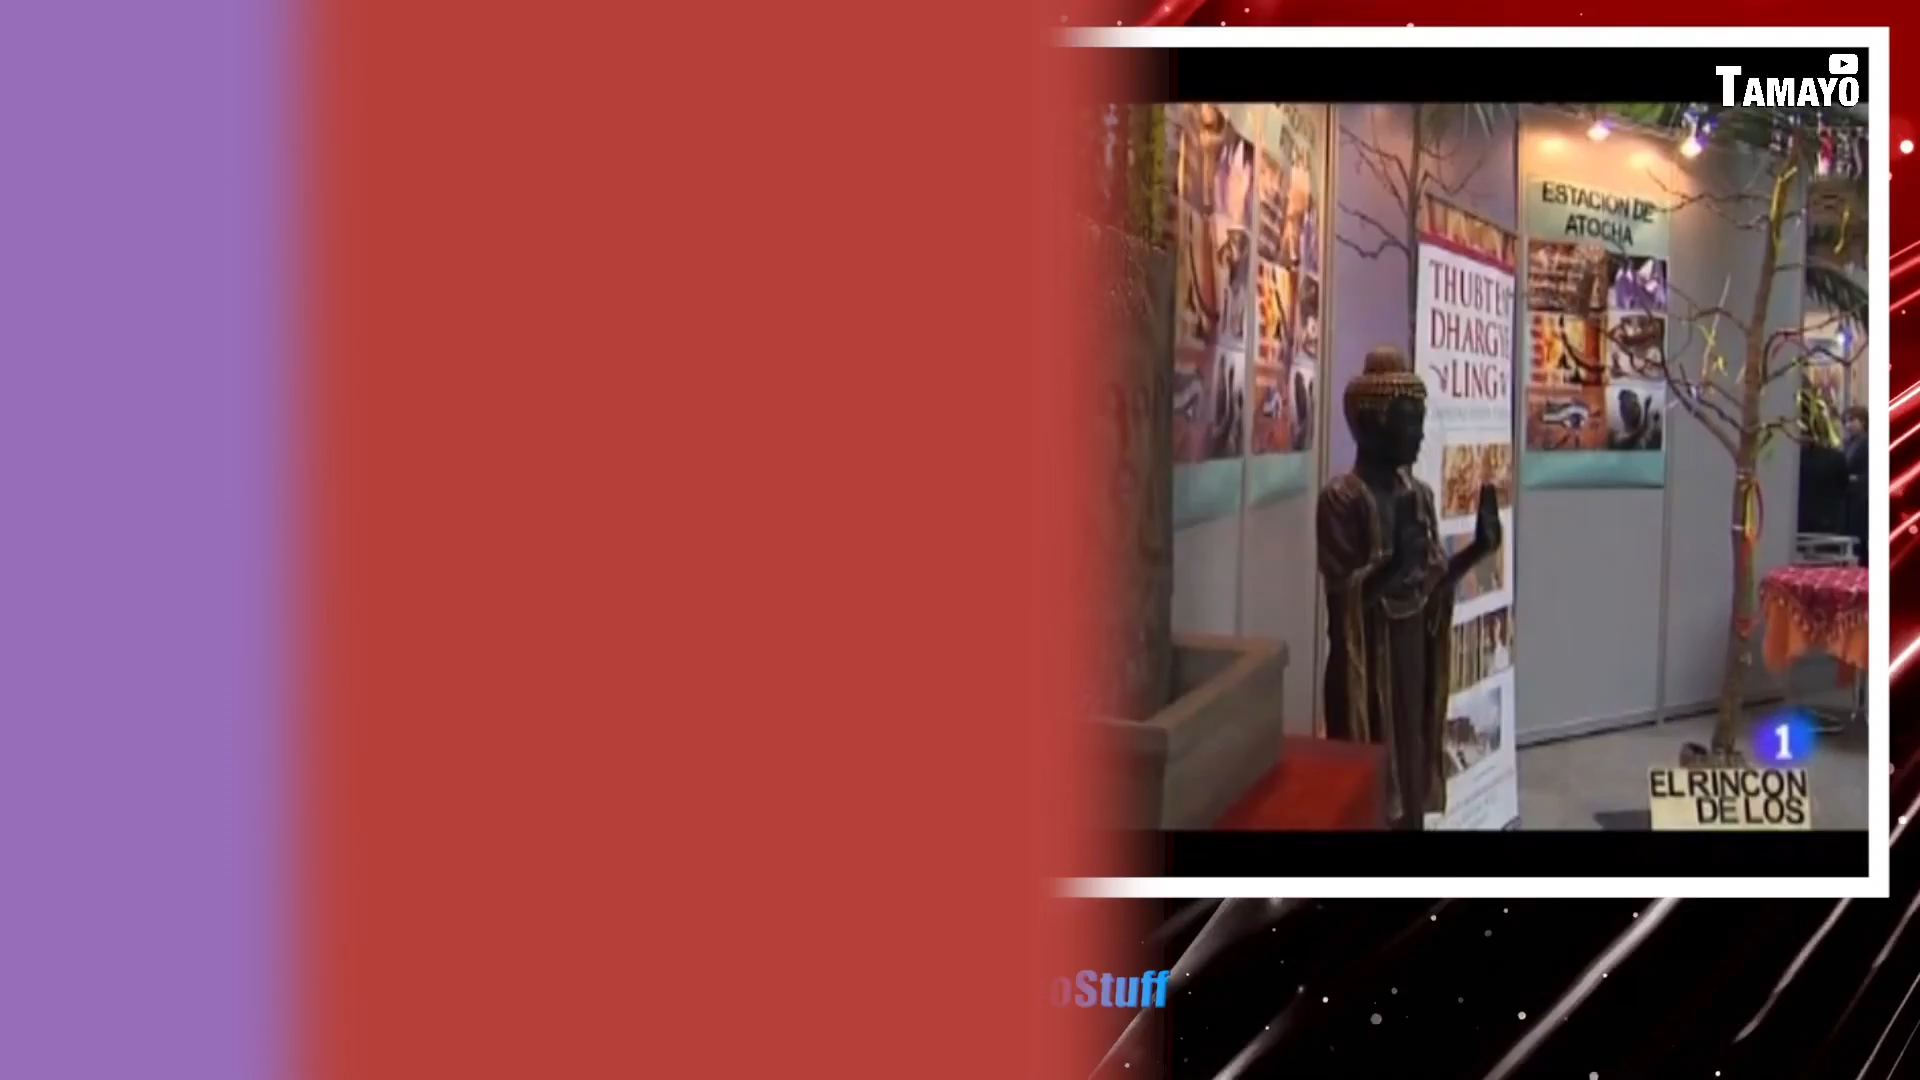 TAMAYO
ESTACION DE
ATOCHA
THUBTEN
DHARGYE
LING
1
EL RINCON
DE LOS
oStuff